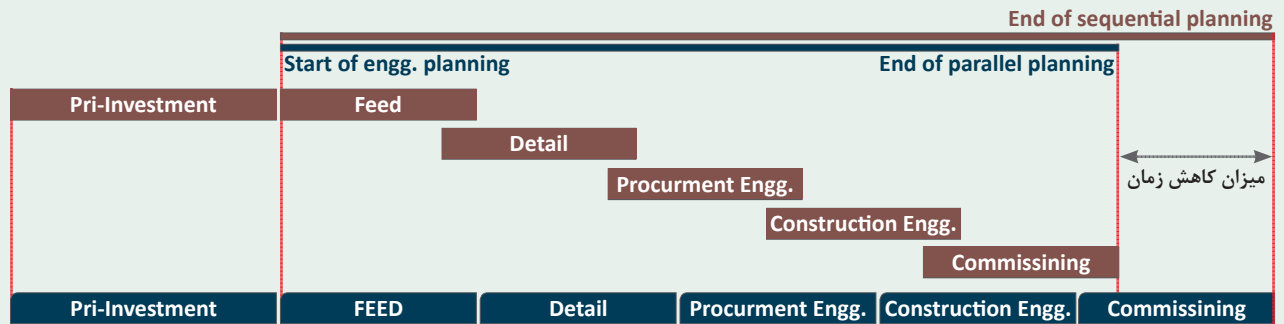 End of sequential planning
Start of engg. planning
End of parallel planning
Pri-Investment
Feed
Detail
میزان کاهش زمان
Procurment Engg.
Construction Engg.
Commissining
Pri-Investment
FEED
Detail
Procurment Engg.
Construction Engg.
Commissining